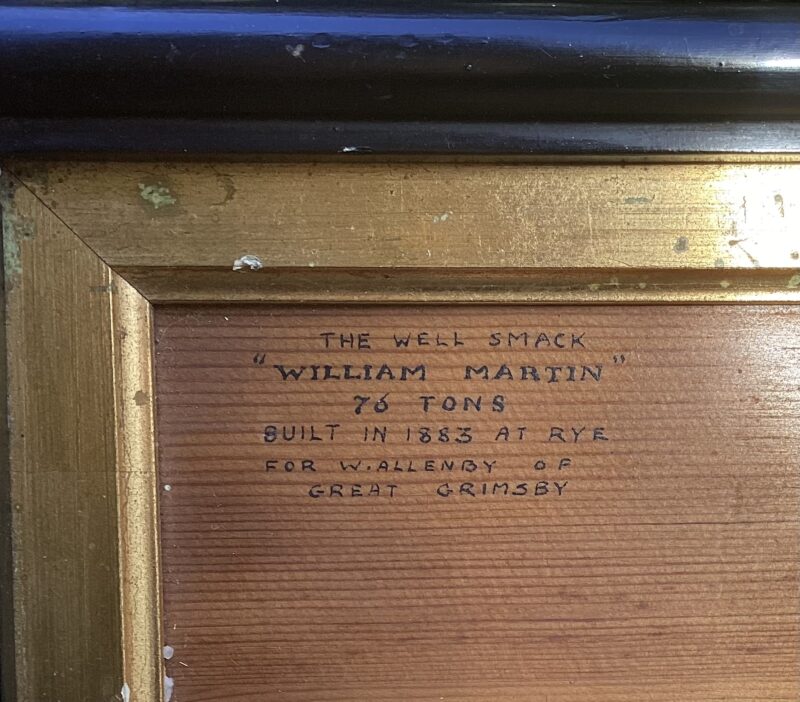 THE WELL SMACK
"WILLIAM MARTIN"
76 TONS
BUILT IN 1883 AT RYE
FOR W. ALLENBY OF
GREAT GRIMSBY